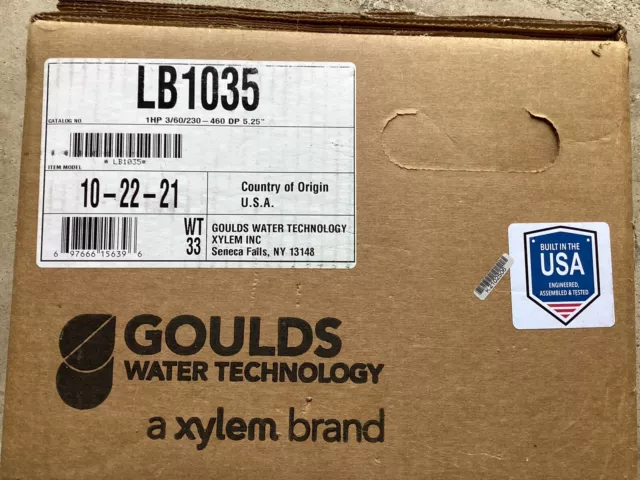 LB1035
CATALOG NO
1HP 3/60/230-460 DP 5.25"
*LB1035*
ITEM MODEL
10-22-21
Country of Origin
U.S.A.
6 97666 15639 6
WT
33
GOULDS WATER TECHNOLOGY
XYLEM INC
Seneca Falls, NY 13148
BUILT IN THE
USA
ENGINEERED,
ASSEMBLED & TESTED
GOULDS
WATER TECHNOLOGY
a xylem brand